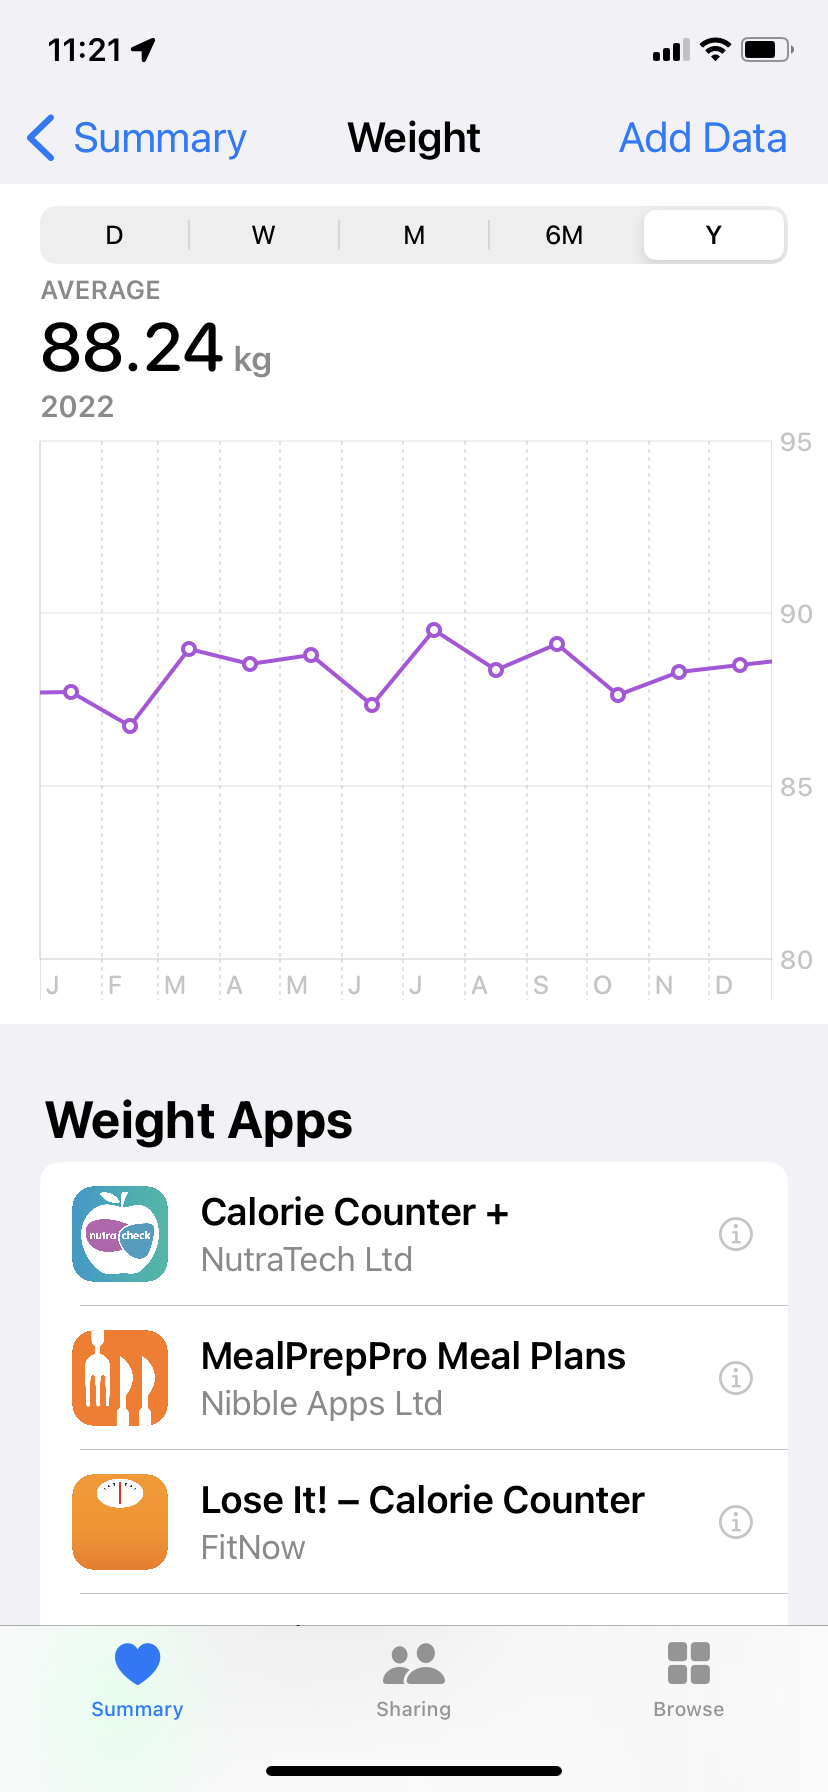 11:21
Summary Weight Add Data
D W M 6M Y
AVERAGE
88.24 kg
2022
95
90
85
80
J F M A M J J A S O N D
Weight Apps
nutra check
Calorie Counter +
NutraTech Ltd
MealPrepPro Meal Plans
Nibble Apps Ltd
Lose It! – Calorie Counter
FitNow
Summary Sharing Browse